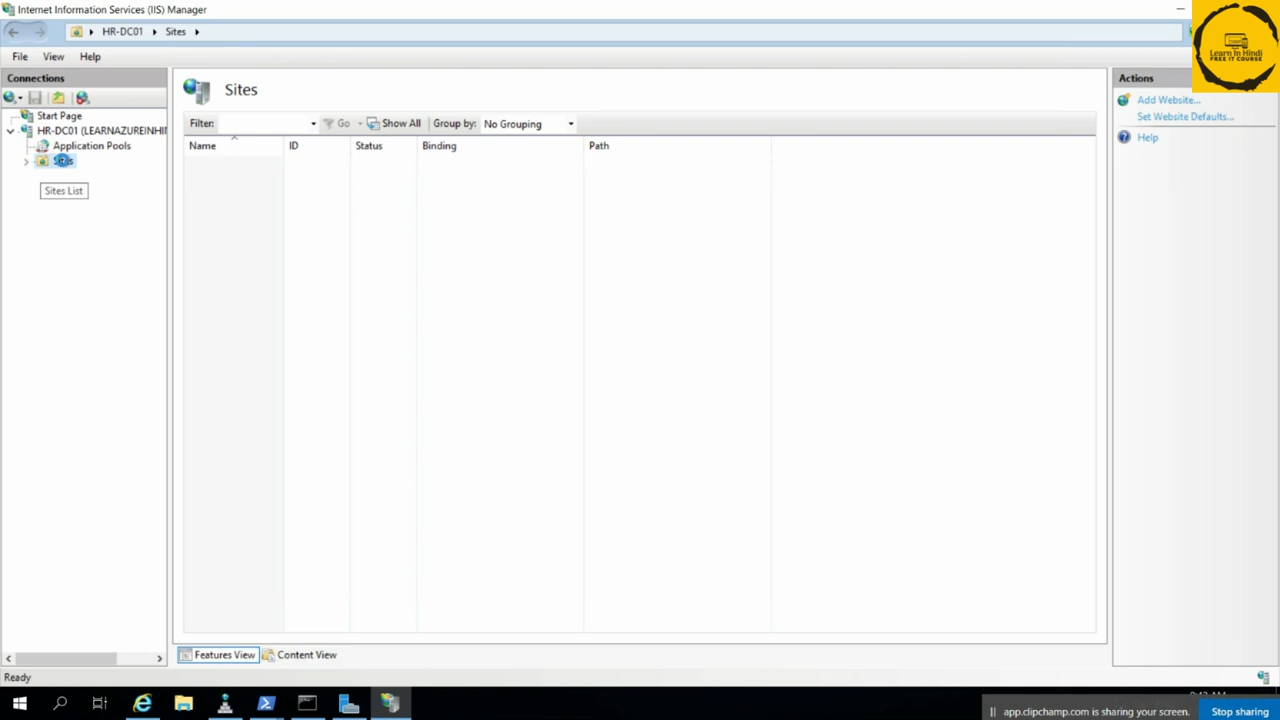 Internet Information Services (IIS) Manager
HR-DC01 Sites
File View Help
Connections
Start Page
HR-DC01 (LEARNAZUREINHIN
Application Pools
Sites List
Sites
Filter: Go Show All Group by: No Grouping
Name ID Status Binding Path
Features View Content View
Actions
Add Website...
Set Website Defaults...
Help
Learn In Hindi
FREE IT COURSE
Ready
app.clipchamp.com is sharing your screen. Stop sharing